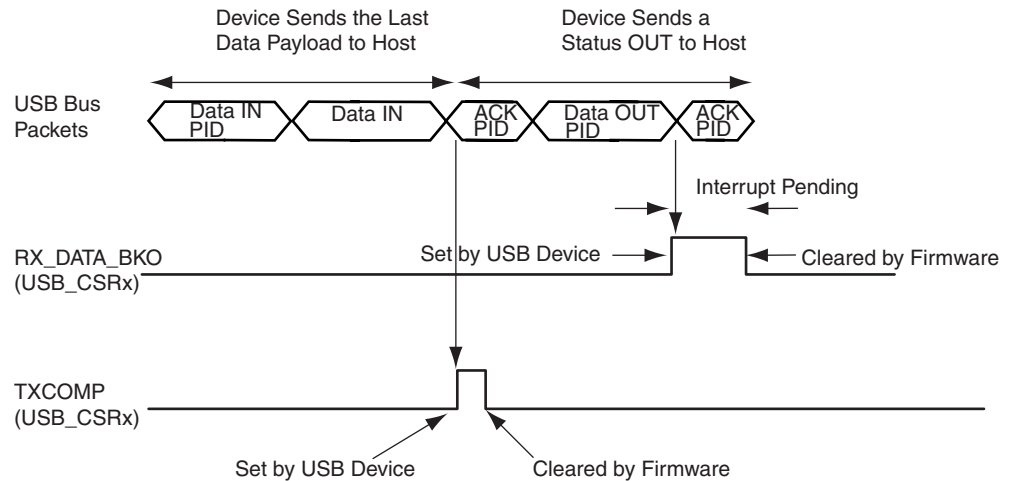 Device Sends the Last
Data Payload to Host
Device Sends a
Status OUT to Host
USB Bus
Packets
Data IN
PID
Data IN
ACK
PID
Data OUT
PID
ACK
PID
Interrupt Pending
RX_DATA_BKO
(USB_CSRx)
Set by USB Device
Cleared by Firmware
TXCOMP
(USB_CSRx)
Set by USB Device
Cleared by Firmware